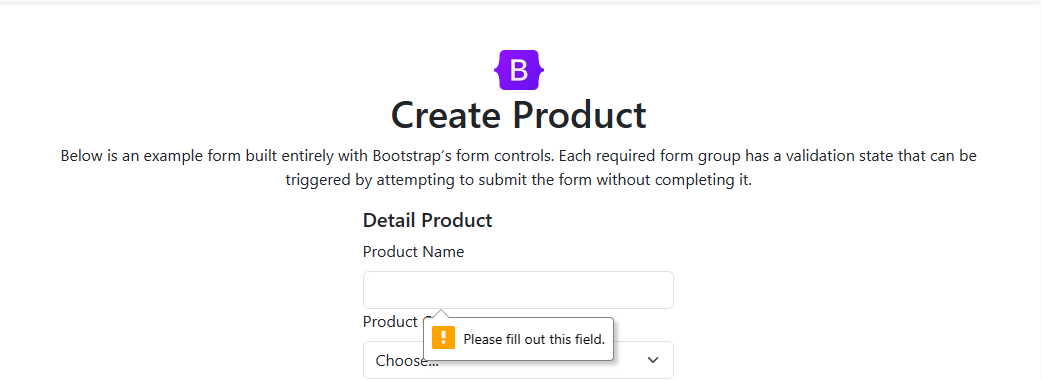 B
Create Product
Below is an example form built entirely with Bootstrap's form controls. Each required form group has a validation state that can be
triggered by attempting to submit the form without completing it.
Detail Product
Product Name
Product
Please fill out this field.
Choose...